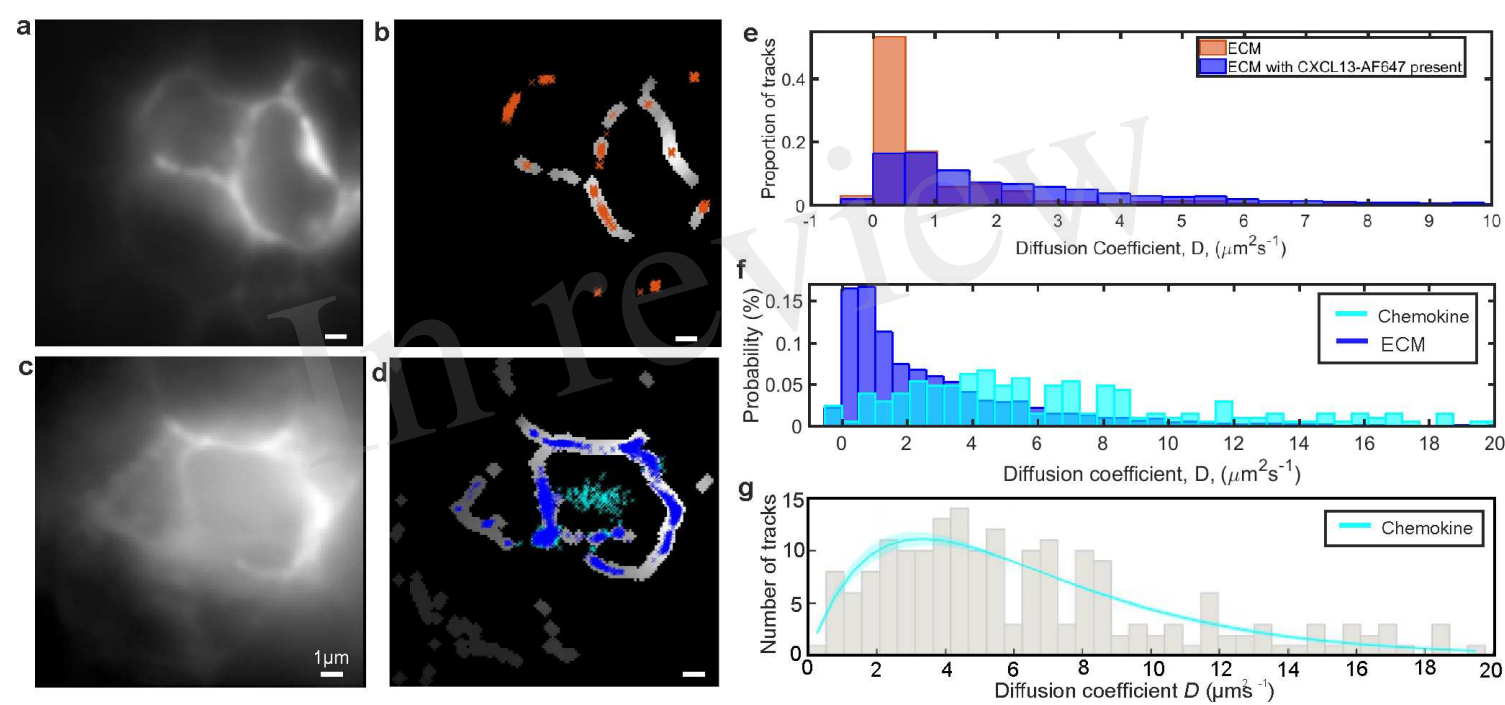 a
b
e
ECM
ECM with CXCL13-AF647 present
Proportion of tracks
0.4
0.2
0
-1 0 1 2 3 4 5 6 7 8 9 10
Diffusion Coefficient, D, (μm²s⁻¹)
f
Chemokine
ECM
Probability (%)
0.15
0.1
0.05
0
0 2 4 6 8 10 12 14 16 18 20
Diffusion coefficient, D, (μm²s⁻¹)
c
1μm
d
g
Chemokine
Number of tracks
15
10
5
0
0 2 4 6 8 10 12 14 16 18 20
Diffusion coefficient D (μm²s⁻¹)
In review